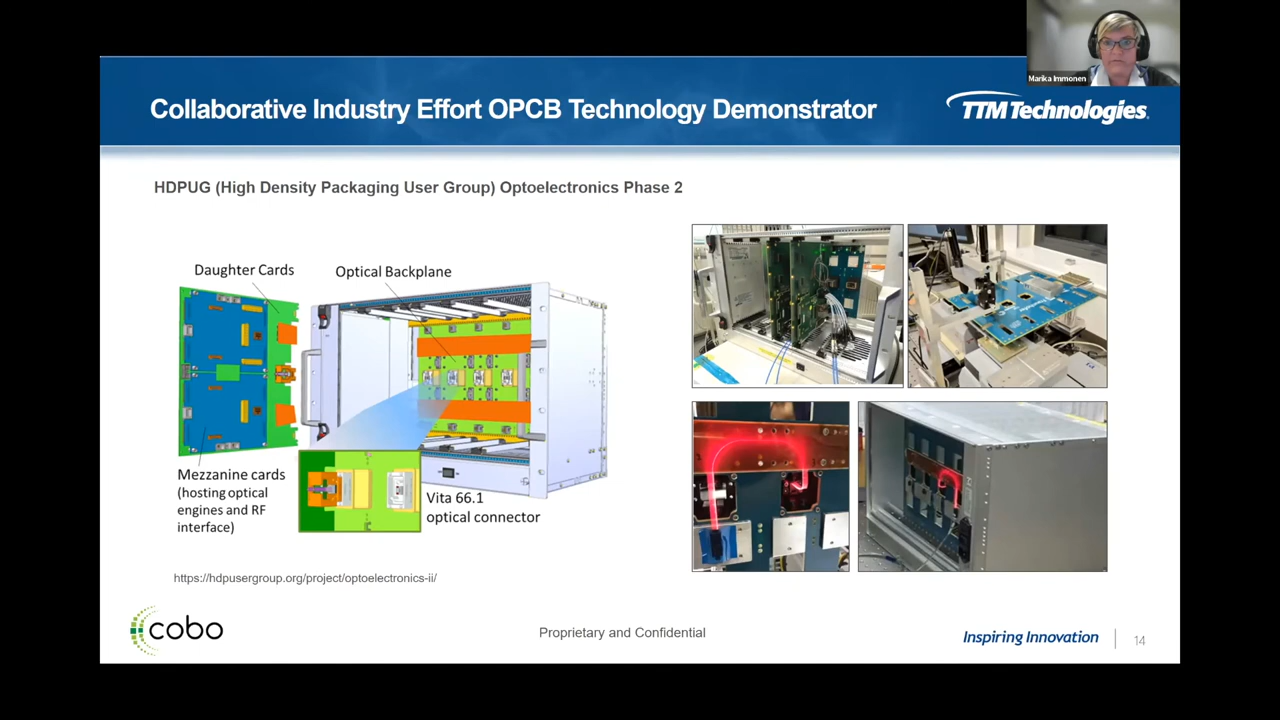 Marika Immonen
Collaborative Industry Effort OPCB Technology Demonstrator
TTM Technologies
HDPUG (High Density Packaging User Group) Optoelectronics Phase 2
Daughter Cards
Optical Backplane
Mezzanine cards
(hosting optical
engines and RF
interface)
Vita 66.1
optical connector
https://hdpusergroup.org/project/optoelectronics-ii/
cobo
Proprietary and Confidential
Inspiring Innovation
14